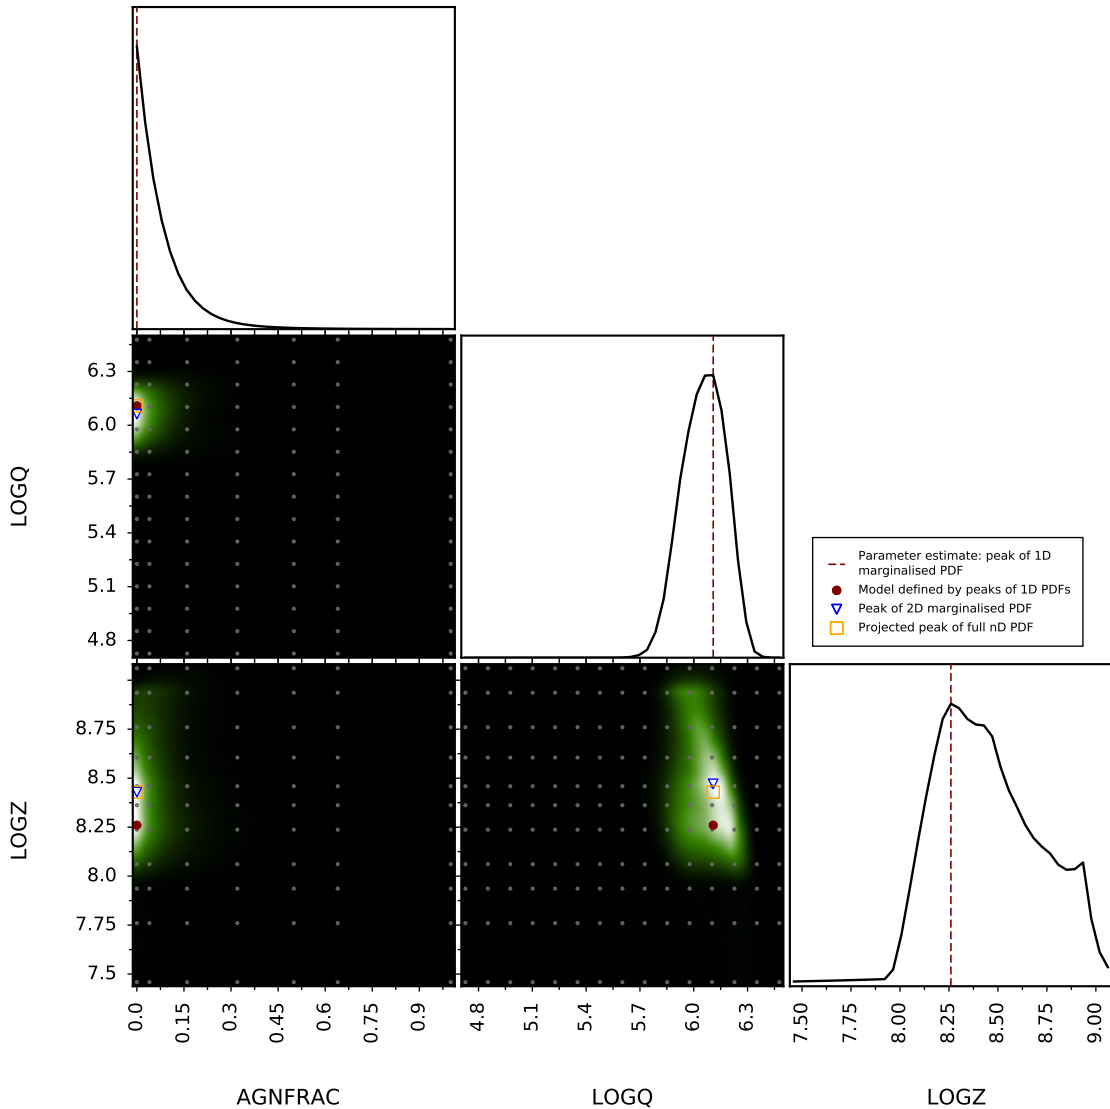 6.3
6.0
5.7
5.4
5.1
4.8
LOGQ
Parameter estimate: peak of 1D
marginalised PDF
Model defined by peaks of 1D PDFs
Peak of 2D marginalised PDF
Projected peak of full nD PDF
8.75
8.5
8.25
8.0
7.75
7.5
LOGZ
0.0 0.15 0.3 0.45 0.6 0.75 0.9
4.8 5.1 5.4 5.7 6.0 6.3
7.50 7.75 8.00 8.25 8.50 8.75 9.00
AGNFRAC LOGQ LOGZ